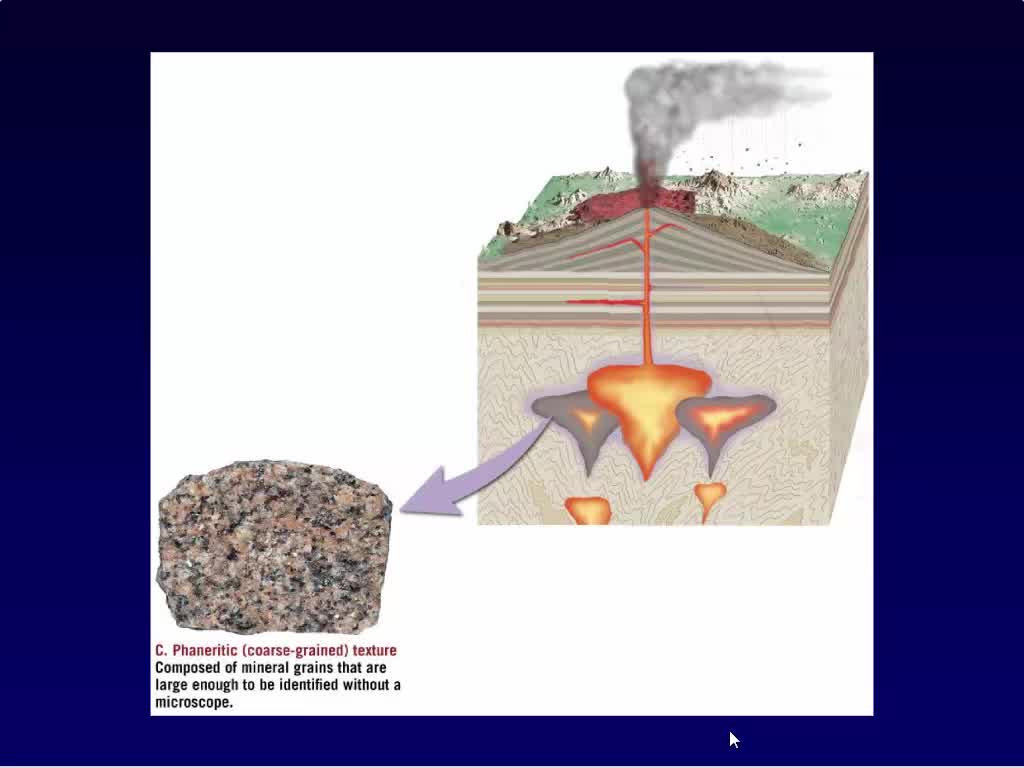 C. Phaneritic (coarse-grained) texture
Composed of mineral grains that are
large enough to be identified without a
microscope.